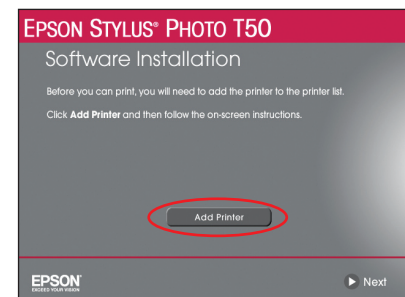 EPSON STYLUS® PHOTO T50
Software Installation
Before you can print, you will need to add the printer to the printer list.
Click Add Printer and then follow the on-screen instructions.
Add Printer
EPSON®
EXCEED YOUR VISION
Next